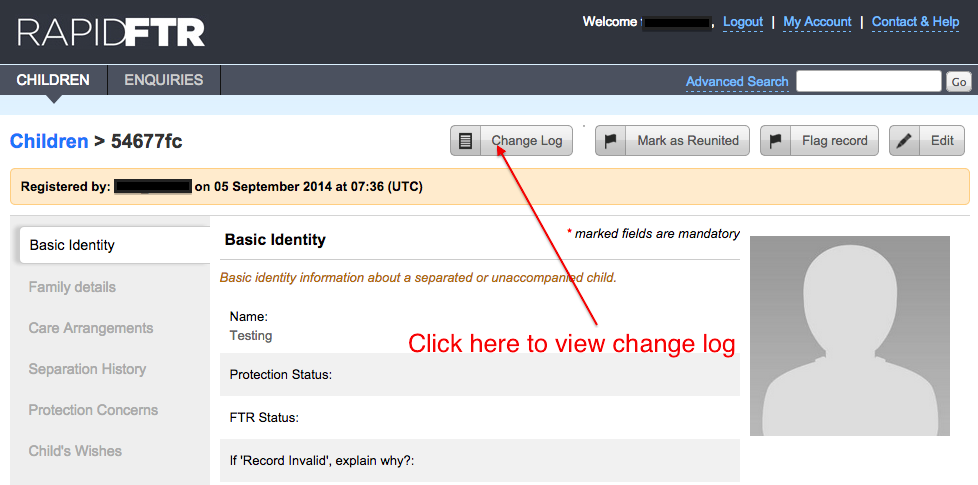 RAPIDFTR
Welcome , Logout | My Account | Contact & Help
CHILDREN ENQUIRIES Advanced Search Go
Children > 54677fc Change Log Mark as Reunited Flag record Edit
Registered by: on 05 September 2014 at 07:36 (UTC)
Basic Identity
Family details
Care Arrangements
Separation History
Protection Concerns
Child's Wishes
Basic Identity * marked fields are mandatory
Basic identity information about a separated or unaccompanied child.
Name:
Testing
Click here to view change log
Protection Status:
FTR Status:
If 'Record Invalid', explain why?: